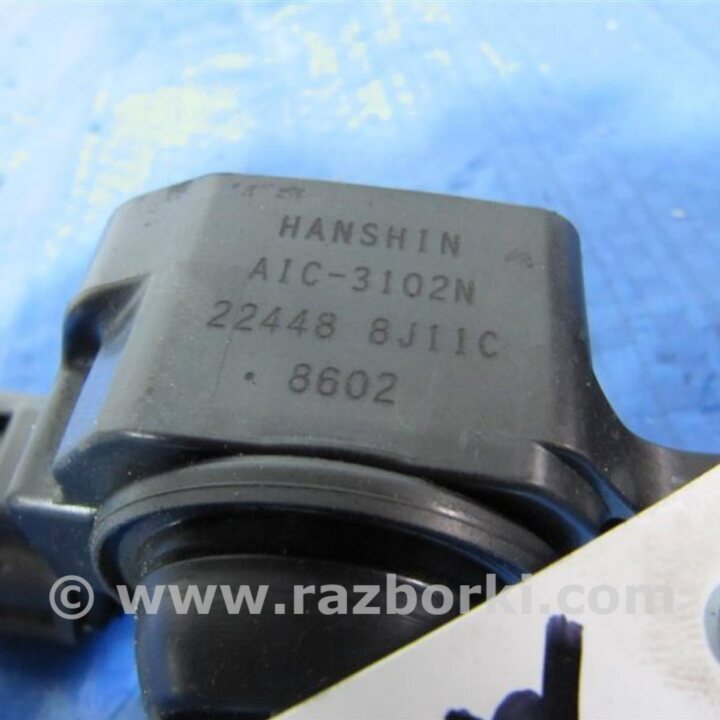 HANSHIN
AIC-3102N
22448 8J11C
. 8602
© www.razborki.com